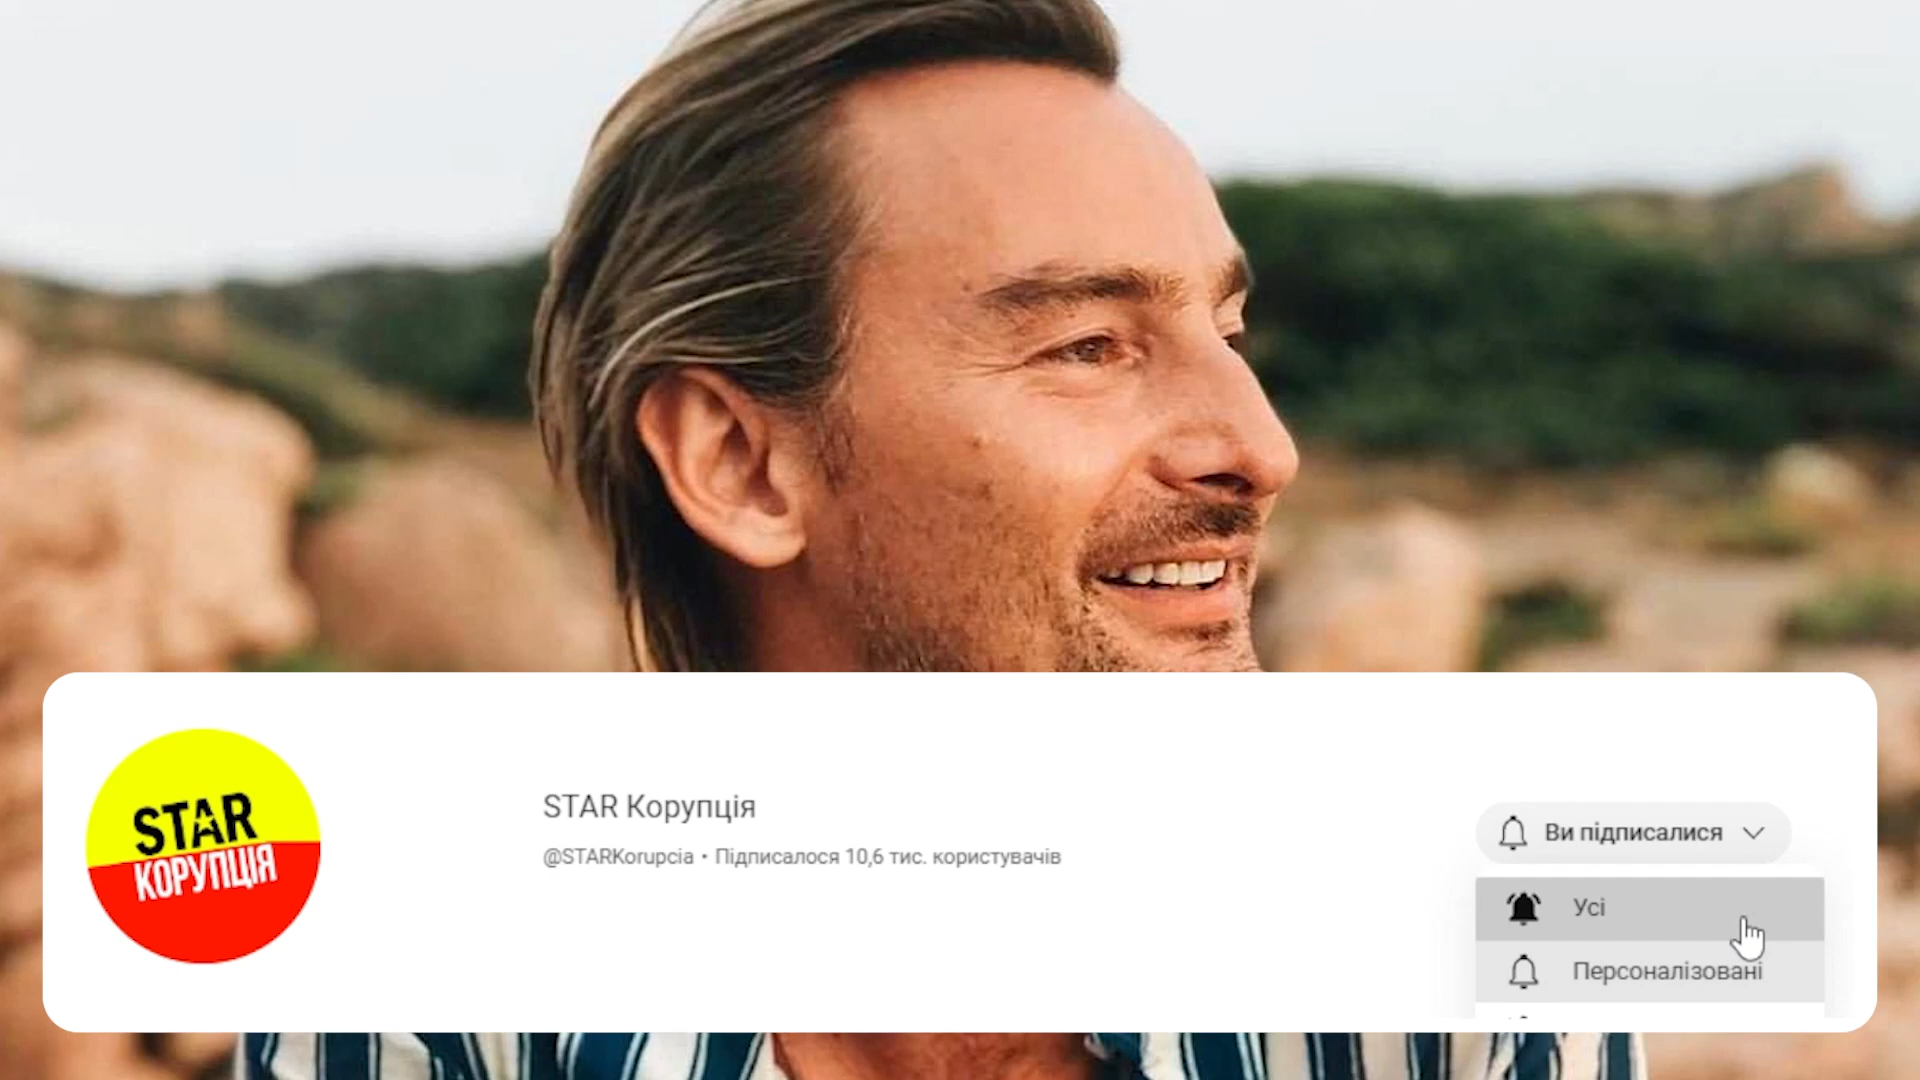 STAR
КОРУПЦІЯ
STAR Корупція
@STARKorupcia • Підписалося 10,6 тис. користувачів
Ви підписалися
Усі
Персоналізовані